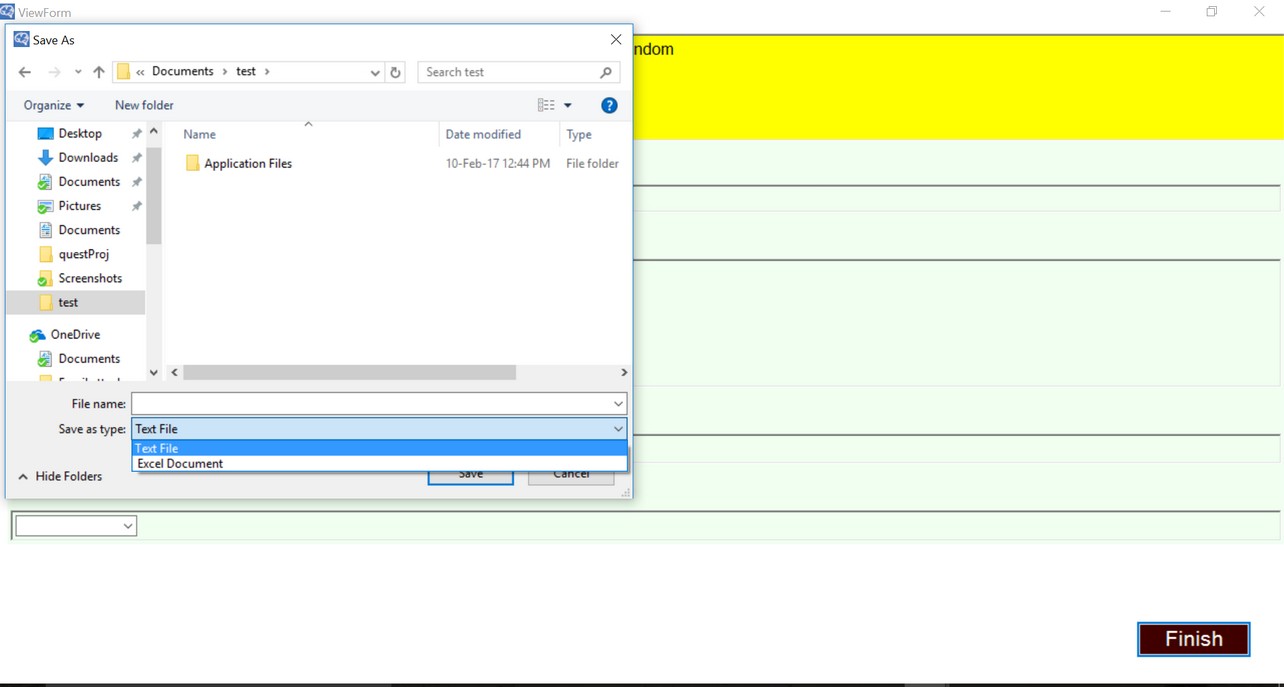 ViewForm
Save As
ndom
« Documents › test ›
Search test
Organize
New folder
?
Name
Date modified
Type
Desktop
Downloads
Application Files
10-Feb-17 12:44 PM
File folder
Documents
Pictures
Documents
questProj
Screenshots
test
OneDrive
Documents
File name:
Save as type:
Text File
Text File
Excel Document
Hide Folders
Save
Cancel
Finish